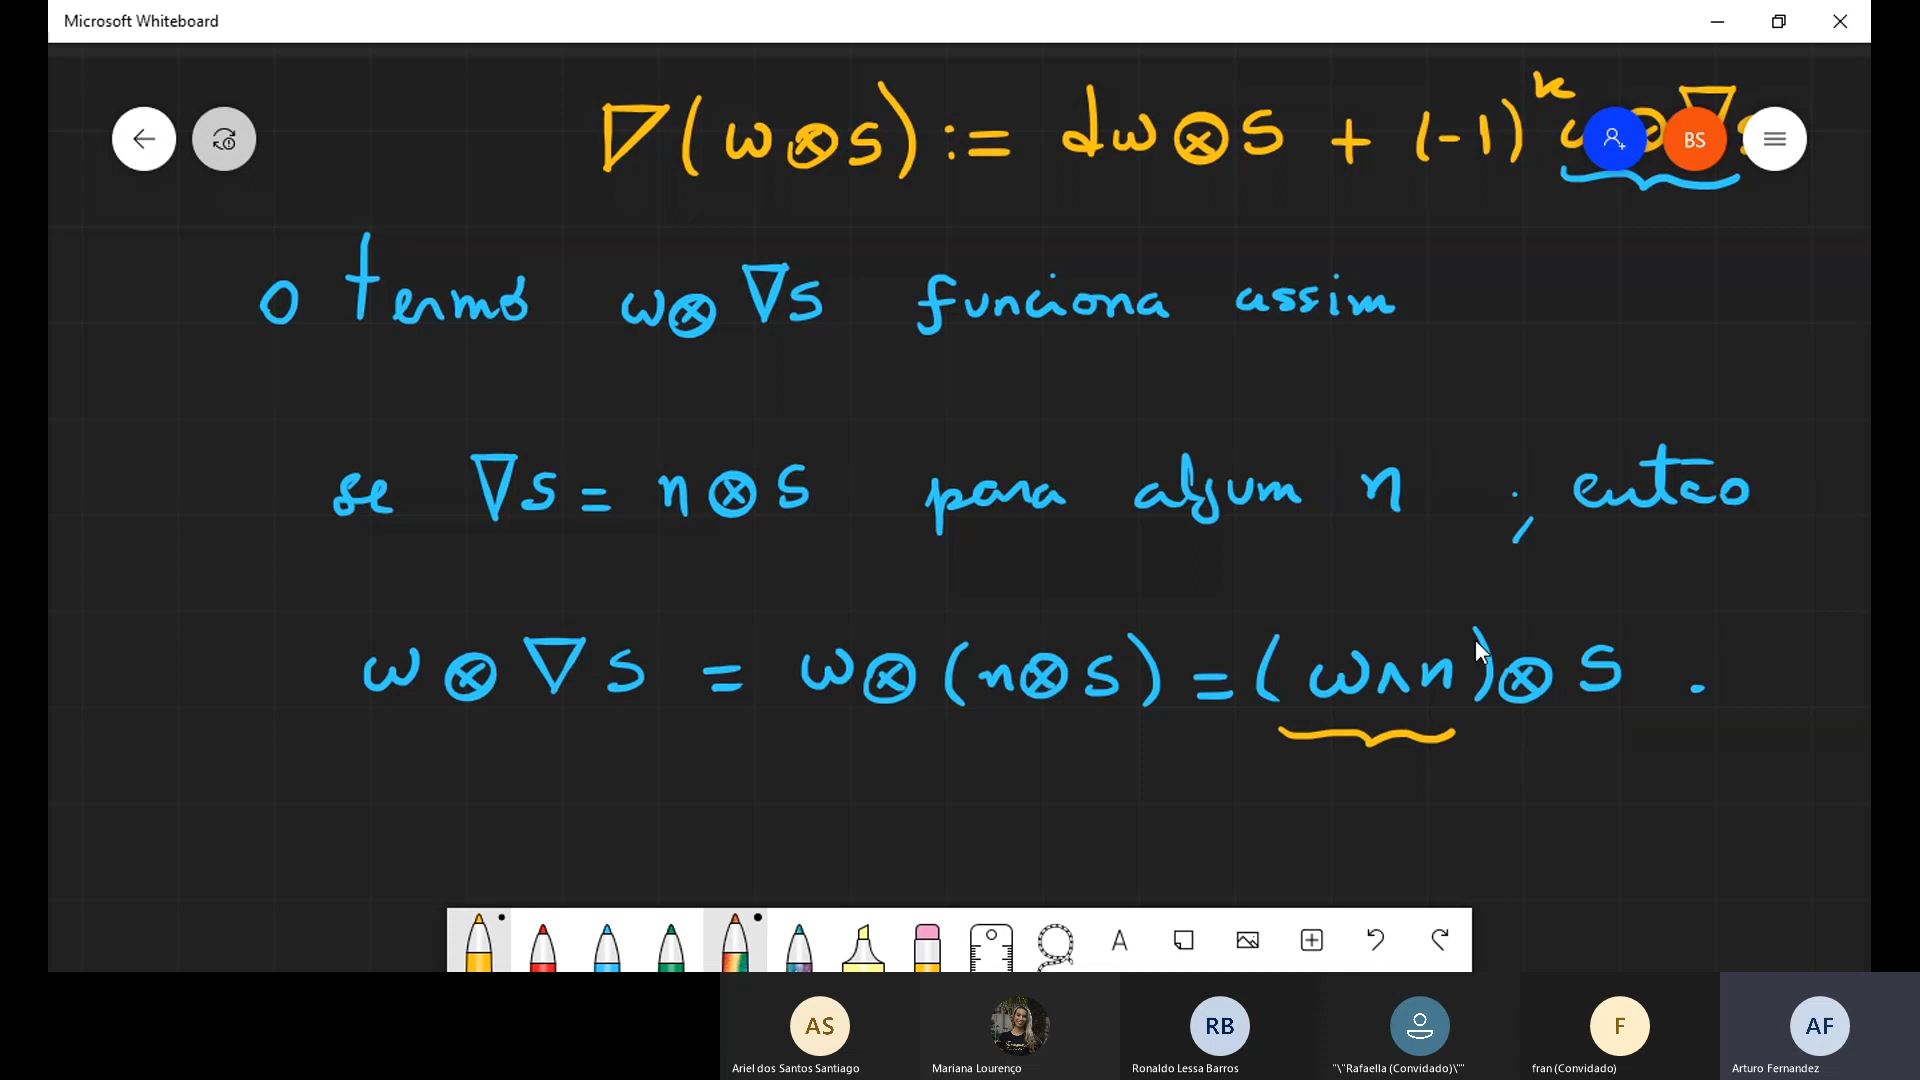 Microsoft Whiteboard
∇(ω⊗s) := dω⊗s + (-1)^k ω⊗∇s
BS
o termo ω⊗∇s funciona assim
se ∇s = η⊗s para algum η ; então
ω⊗∇s = ω⊗(η⊗s) = (ω∧η)⊗s .
A
AS
RB
F
AF
Ariel dos Santos Santiago
Mariana Lourenço
Ronaldo Lessa Barros
"\"Rafaella (Convidado)\""
fran (Convidado)
Arturo Fernandez